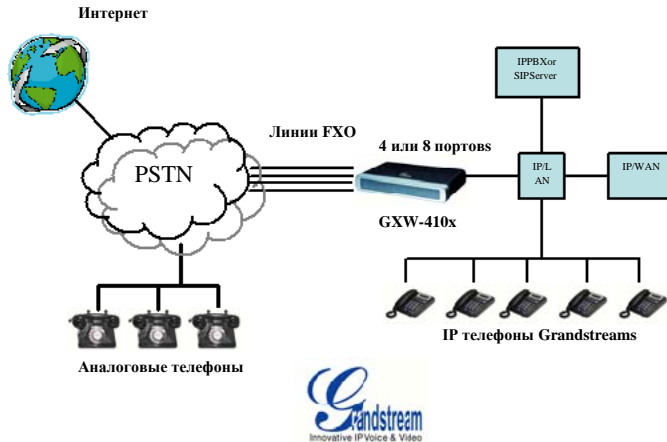 Интернет
IPPBXor
SIPServer
Линии FXO
4 или 8 портовs
PSTN
IP/L
AN
IP/WAN
GXW-410x
IP телефоны Grandstreams
Аналоговые телефоны
Grandstream
Innovative IP Voice & Video